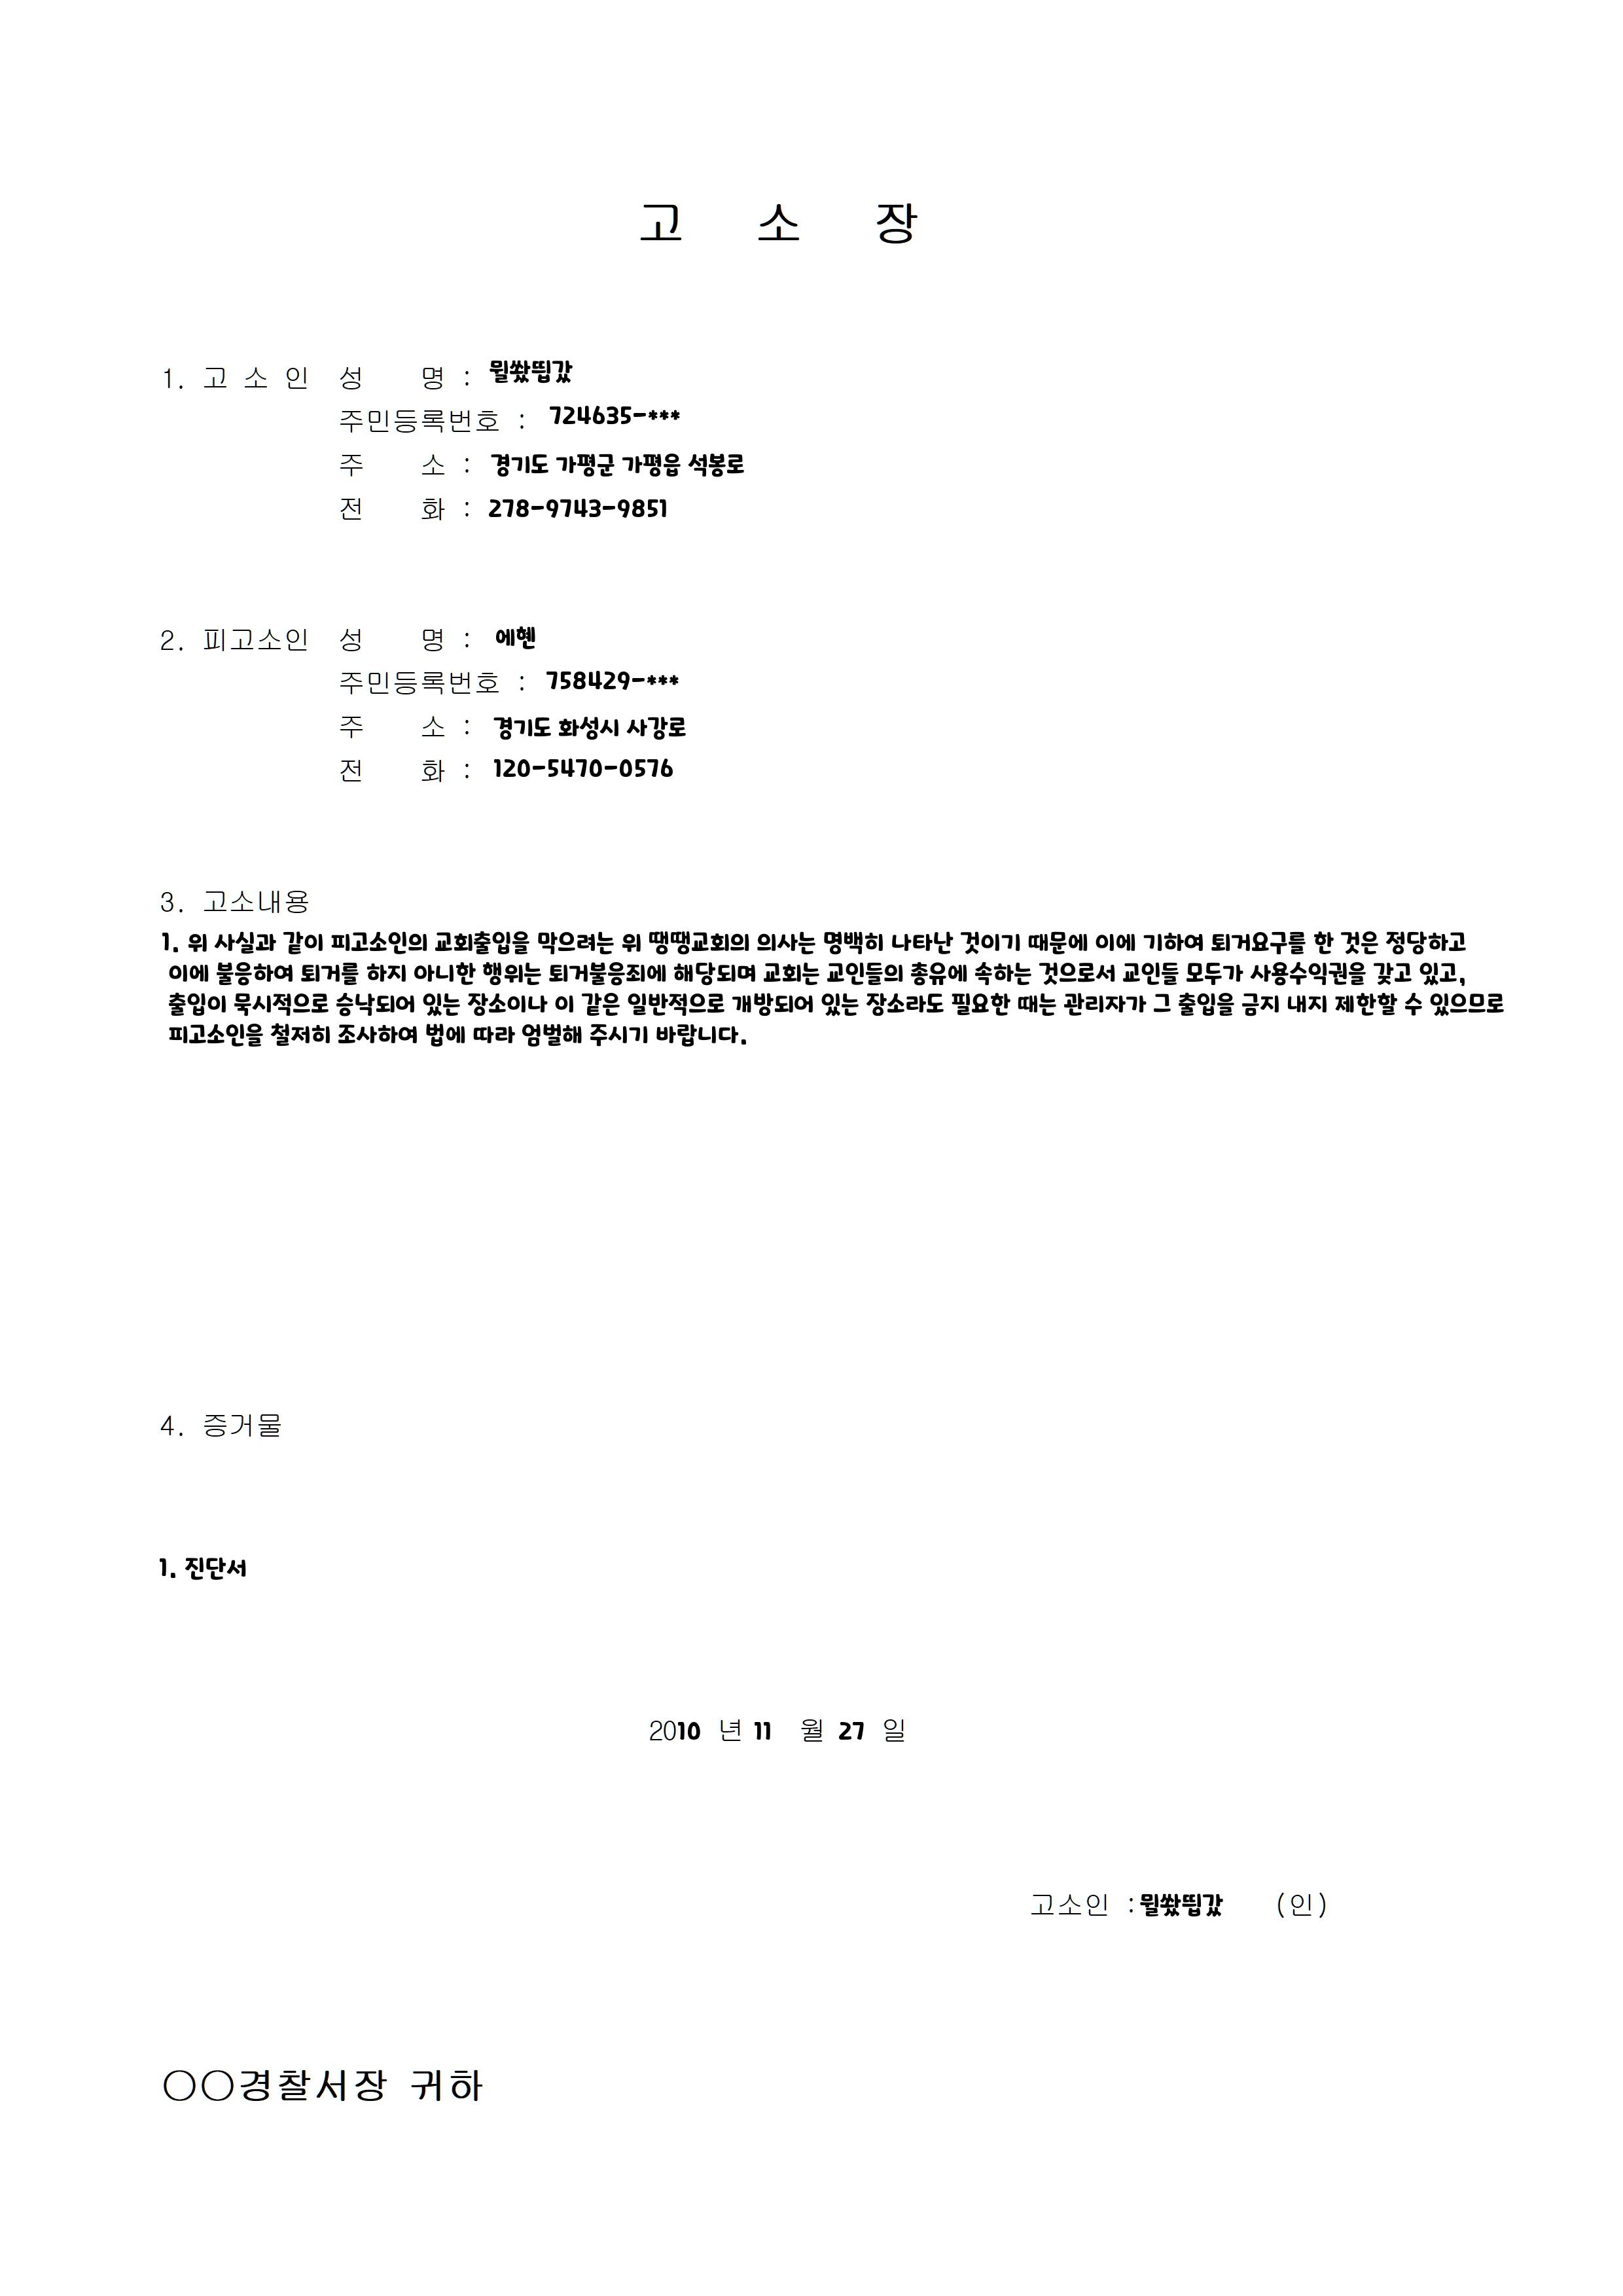 고 소 장
1. 고 소 인 성 명 : 뮐쐈띕갔
주민등록번호 : 724635-***
주 소 : 경기도 가평군 가평읍 석봉로
전 화 : 278-9743-9851
2. 피고소인 성 명 : 에헨
주민등록번호 : 758429-***
주 소 : 경기도 화성시 사강로
전 화 : 120-5470-0576
3. 고소내용
1. 위 사실과 같이 피고소인의 교회출입을 막으려는 위 땡땡교회의 의사는 명백히 나타난 것이기 때문에 이에 기하여 퇴거요구를 한 것은 정당하고
이에 불응하여 퇴거를 하지 아니한 행위는 퇴거불응죄에 해당되며 교회는 교인들의 총유에 속하는 것으로서 교인들 모두가 사용수익권을 갖고 있고,
출입이 묵시적으로 승낙되어 있는 장소이나 이 같은 일반적으로 개방되어 있는 장소라도 필요한 때는 관리자가 그 출입을 금지 내지 제한할 수 있으므로
피고소인을 철저히 조사하여 법에 따라 엄벌해 주시기 바랍니다.
4. 증거물
1. 진단서
2010 년 11 월 27 일
고소인 : 뮐쐈띕갔 (인)
○○경찰서장 귀하